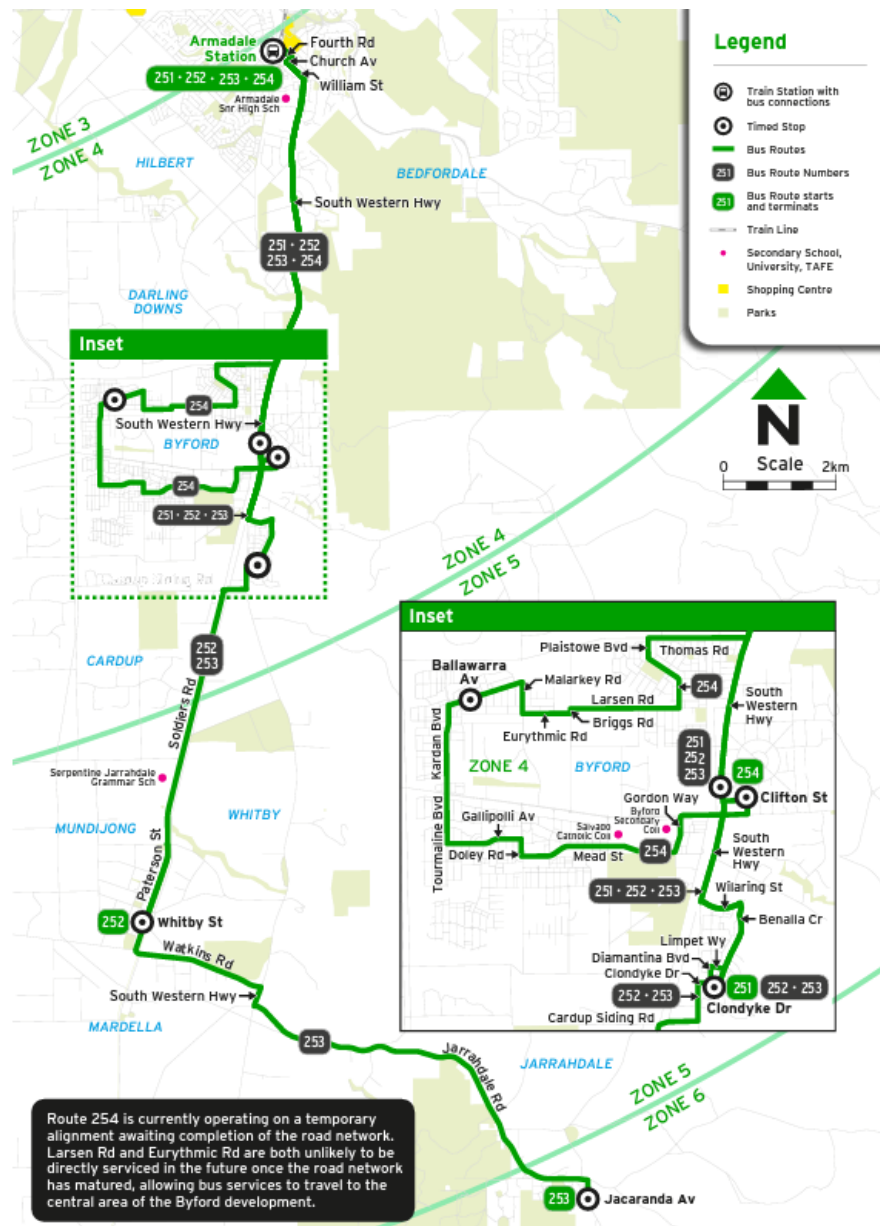 Armadale
Station
Fourth Rd
Church Av
William St
251 · 252 · 253 · 254
Armadale
Snr High Sch
ZONE 3
ZONE 4
HILBERT
BEDFORDALE
South Western Hwy
251 · 252
253 · 254
DARLING
DOWNS
Legend
Train Station with
bus connections
Timed Stop
Bus Routes
251
Bus Route Numbers
251
Bus Route starts
and terminats
Train Line
Secondary School,
University, TAFE
Shopping Centre
Parks
N
Scale
0
2km
Inset
254
South Western Hwy
BYFORD
254
251 · 252 · 253
ZONE 4
ZONE 5
CARDUP
252
253
Soldiers Rd
Serpentine Jarrahdale
Grammar Sch
MUNDIJONG
WHITBY
Paterson St
252
Whitby St
Watkins Rd
South Western Hwy
MARDELLA
253
Jarrahdale Rd
JARRAHDALE
ZONE 5
ZONE 6
253
Jacaranda Av
Inset
Plaistowe Bvd
Thomas Rd
Ballawarra
Av
Malarkey Rd
254
Larsen Rd
Briggs Rd
Eurythmic Rd
South
Western
Hwy
Kardan Bvd
ZONE 4
BYFORD
251
252
253
254
Clifton St
Gordon Way
Byford
Secondary
Coll
Salvado
Catholic Coll
Gallipolli Av
Tourmaline Bvd
Doley Rd
Mead St
254
South
Western
Hwy
251 · 252 · 253
Wilaring St
Benalla Cr
Limpet Wy
Diamantina Bvd
Clondyke Dr
252 · 253
251
252 · 253
Clondyke Dr
Cardup Siding Rd
Route 254 is currently operating on a temporary
alignment awaiting completion of the road network.
Larsen Rd and Eurythmic Rd are both unlikely to be
directly serviced in the future once the road network
has matured, allowing bus services to travel to the
central area of the Byford development.